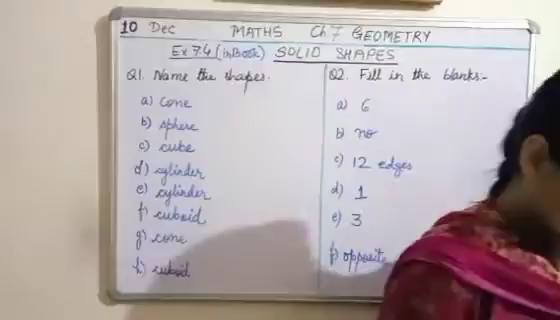 10 Dec MATHS Ch 7 GEOMETRY
Ex 7.4 (in Book) SOLID SHAPES
Q1. Name the shapes.
a) cone
b) sphere
c) cube
d) cylinder
e) cylinder
f) cuboid
g) cone
h) cuboid
Q2. Fill in the blanks:-
a) 6
b) no
c) 12 edges
d) 1
e) 3
f) opposite